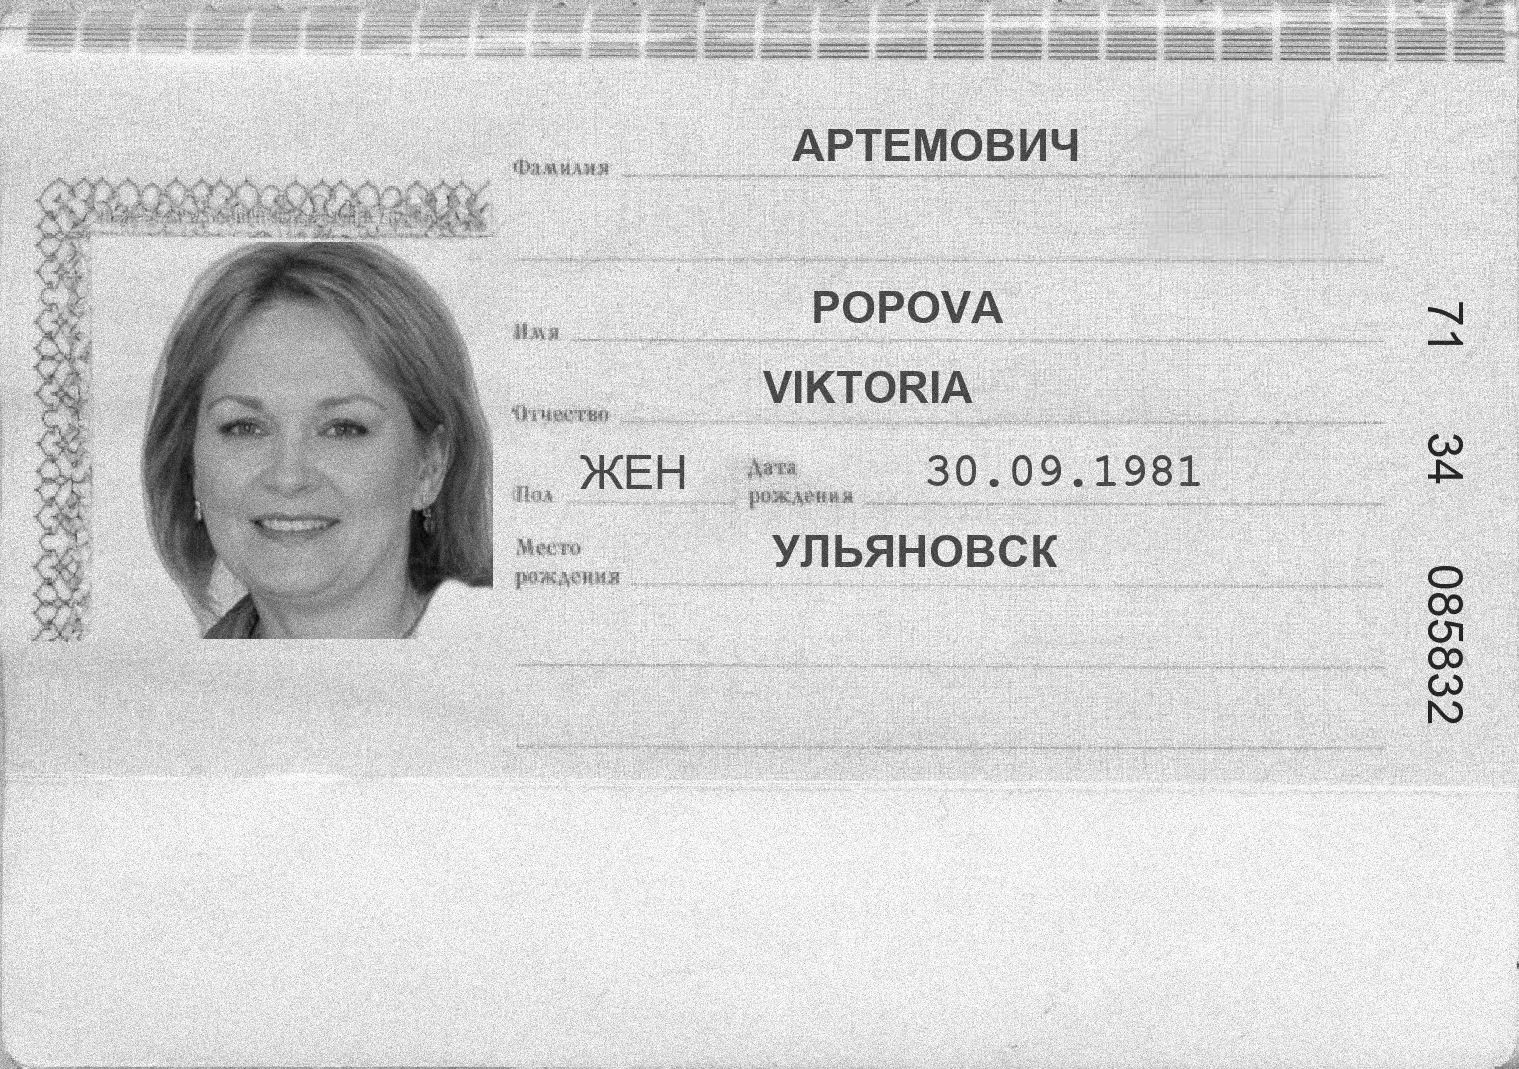 Фамилия АРТЕМОВИЧ
Имя POPOVA
Отчество VIKTORIA
Пол ЖЕН Дата рождения 30.09.1981
Место рождения УЛЬЯНОВСК
71 34 085832